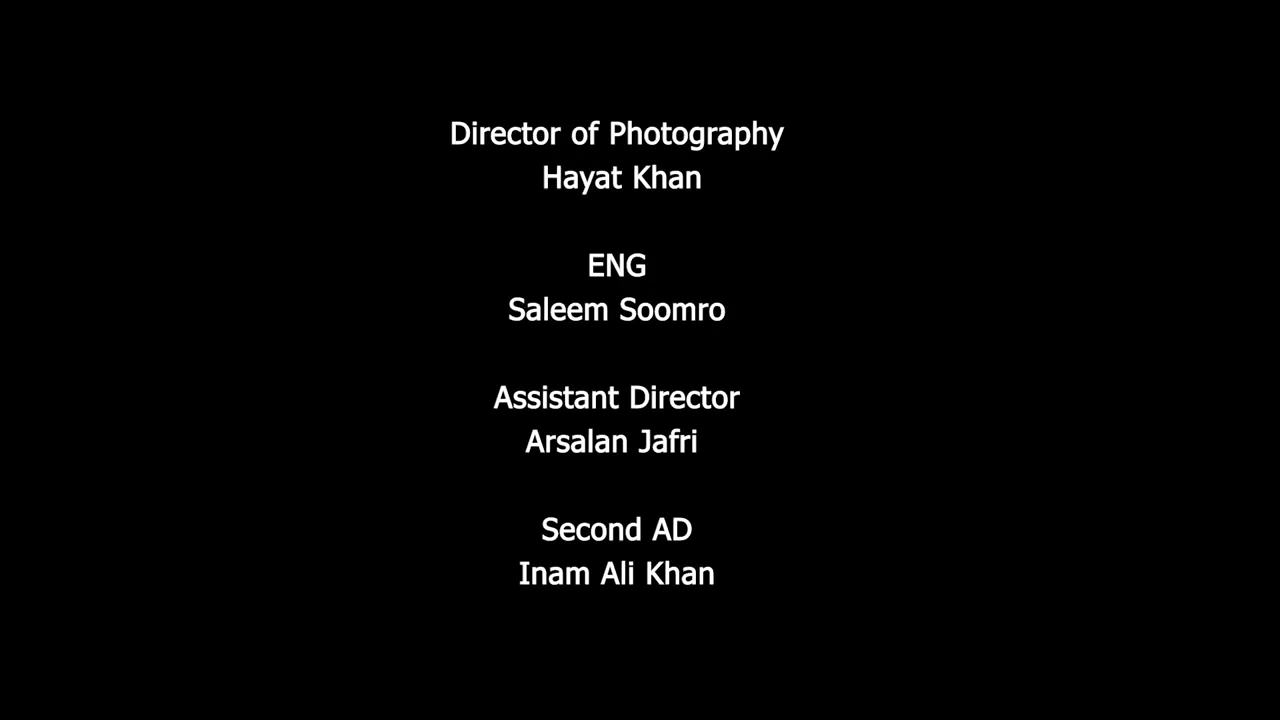 Director of Photography
Hayat Khan
ENG
Saleem Soomro
Assistant Director
Arsalan Jafri
Second AD
Inam Ali Khan